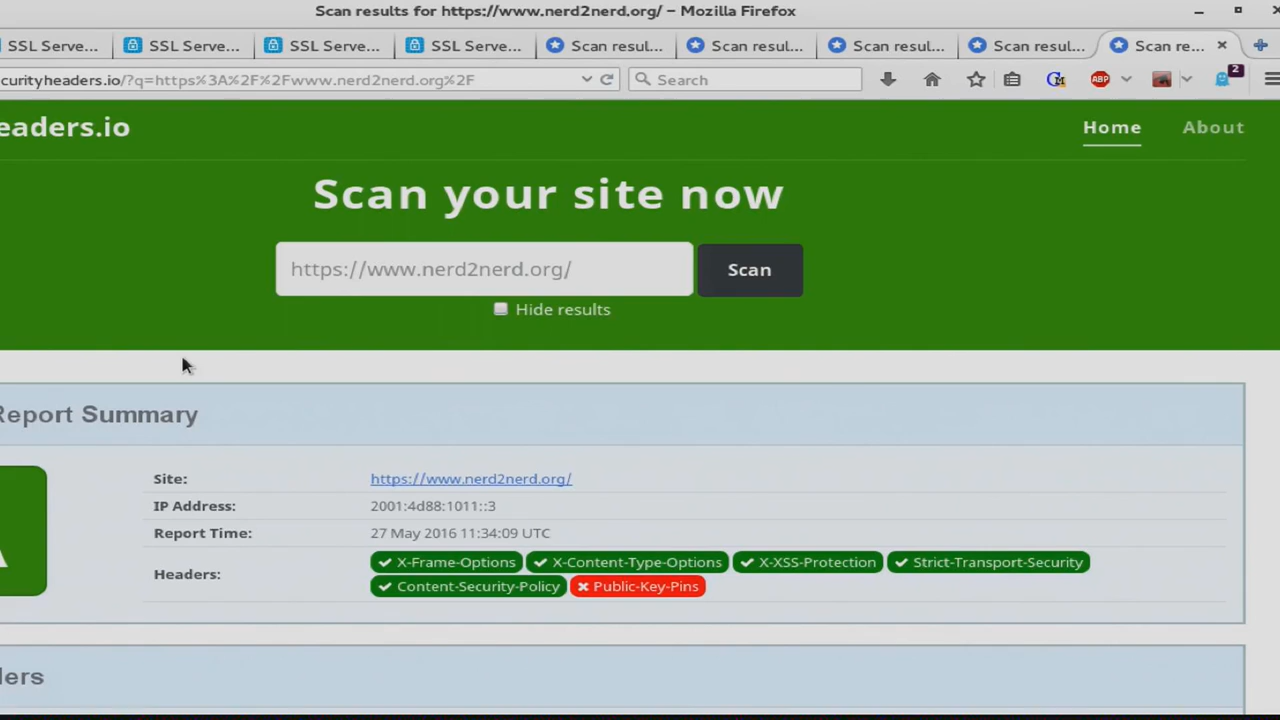 Scan results for https://www.nerd2nerd.org/ – Mozilla Firefox
SSL Serve... SSL Serve... SSL Serve... SSL Serve... Scan resul... Scan resul... Scan resul... Scan resul... Scan re...
curityheaders.io/?q=https%3A%2F%2Fwww.nerd2nerd.org%2F Search ABP 2
eaders.io Home About
Scan your site now
https://www.nerd2nerd.org/ Scan
Hide results
Report Summary
Site: https://www.nerd2nerd.org/
IP Address: 2001:4d88:1011::3
Report Time: 27 May 2016 11:34:09 UTC
Headers: X-Frame-Options X-Content-Type-Options X-XSS-Protection Strict-Transport-Security
Content-Security-Policy Public-Key-Pins
ders